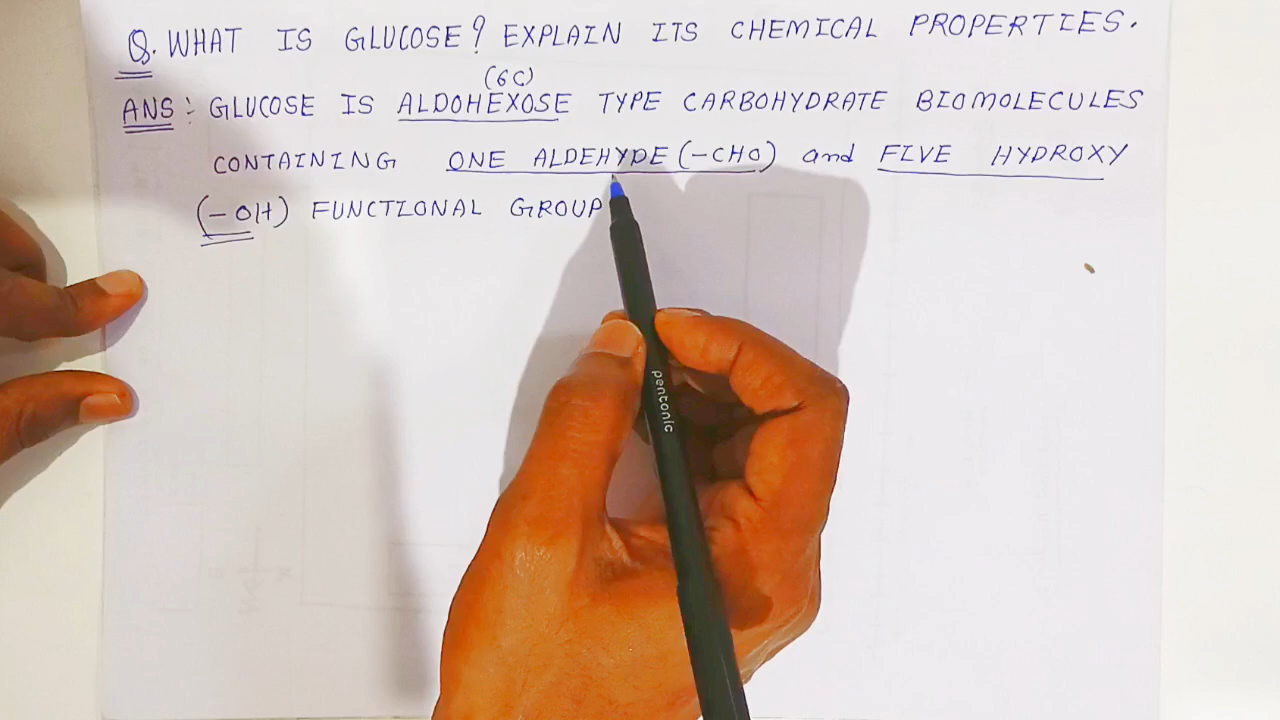 Q. WHAT IS GLUCOSE? EXPLAIN ITS CHEMICAL PROPERTIES.
(6C)
ANS:- GLUCOSE IS ALDOHEXOSE TYPE CARBOHYDRATE BIOMOLECULES
CONTAINING ONE ALDEHYDE (-CHO) and FIVE HYDROXY
(-OH) FUNCTIONAL GROUP
pentonic